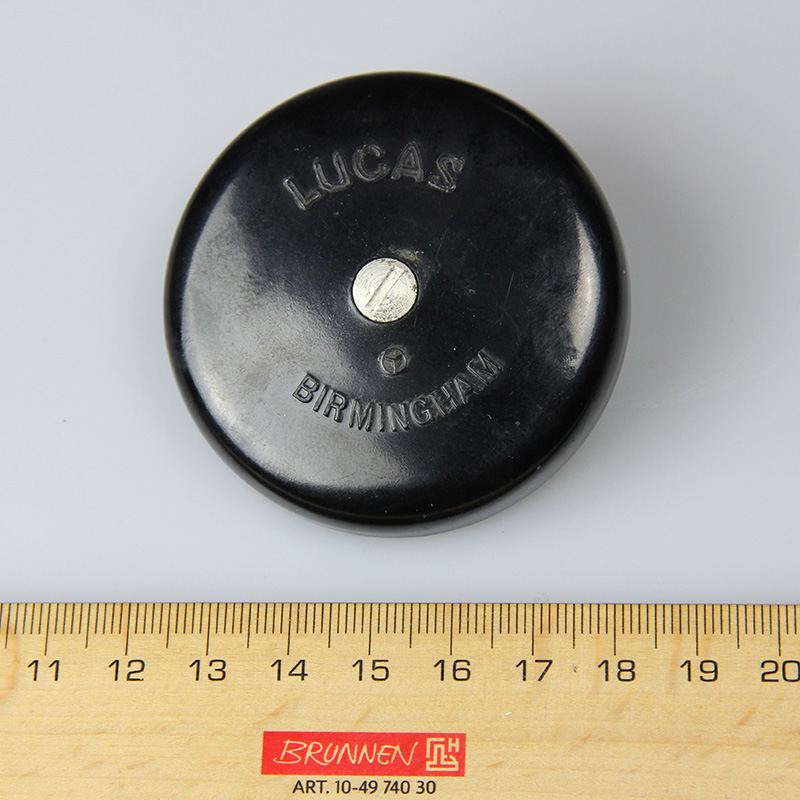 LUCAS
BIRMINGHAM
11 12 13 14 15 16 17 18 19 20
BRUNNEN
ART. 10-49 740 30